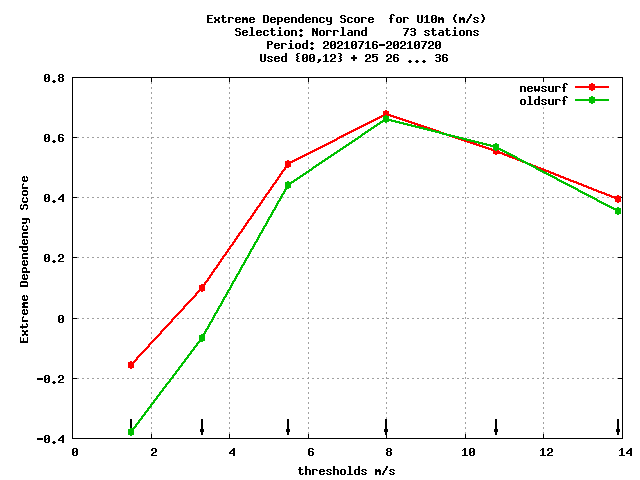 Extreme Dependency Score  for U10m (m/s)
Selection: Norrland     73 stations
Period: 20210716-20210720
Used {00,12} + 25 26 ... 36
newsurf
oldsurf
Extreme Dependency Score
0.8
0.6
0.4
0.2
0
-0.2
-0.4
0 2 4 6 8 10 12 14
thresholds m/s